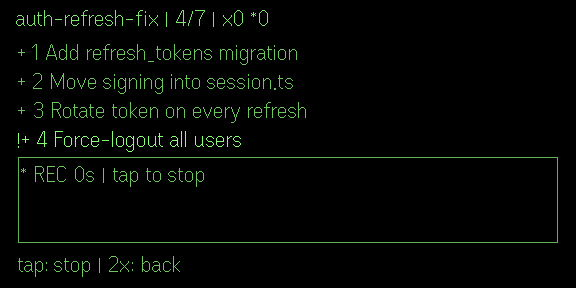 auth-refresh-fix | 4/7 | x0 *0
+ 1 Add refresh_tokens migration
+ 2 Move signing into session.ts
+ 3 Rotate token on every refresh
!+ 4 Force-logout all users
* REC 0s | tap to stop
tap: stop | 2x: back